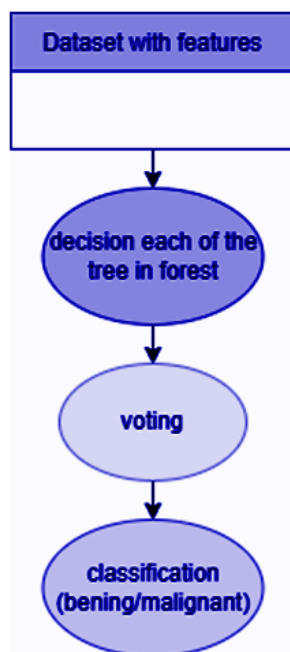 Dataset with features
decision each of the
tree in forest
voting
classification
(bening/malignant)